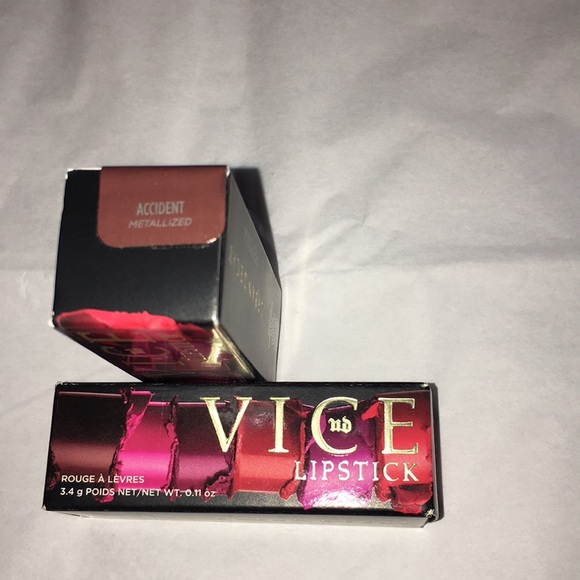 ACCIDENT
METALLIZED
VICE
ud
LIPSTICK
ROUGE À LÈVRES
3.4 g POIDS NET/NET WT. 0.11 oz